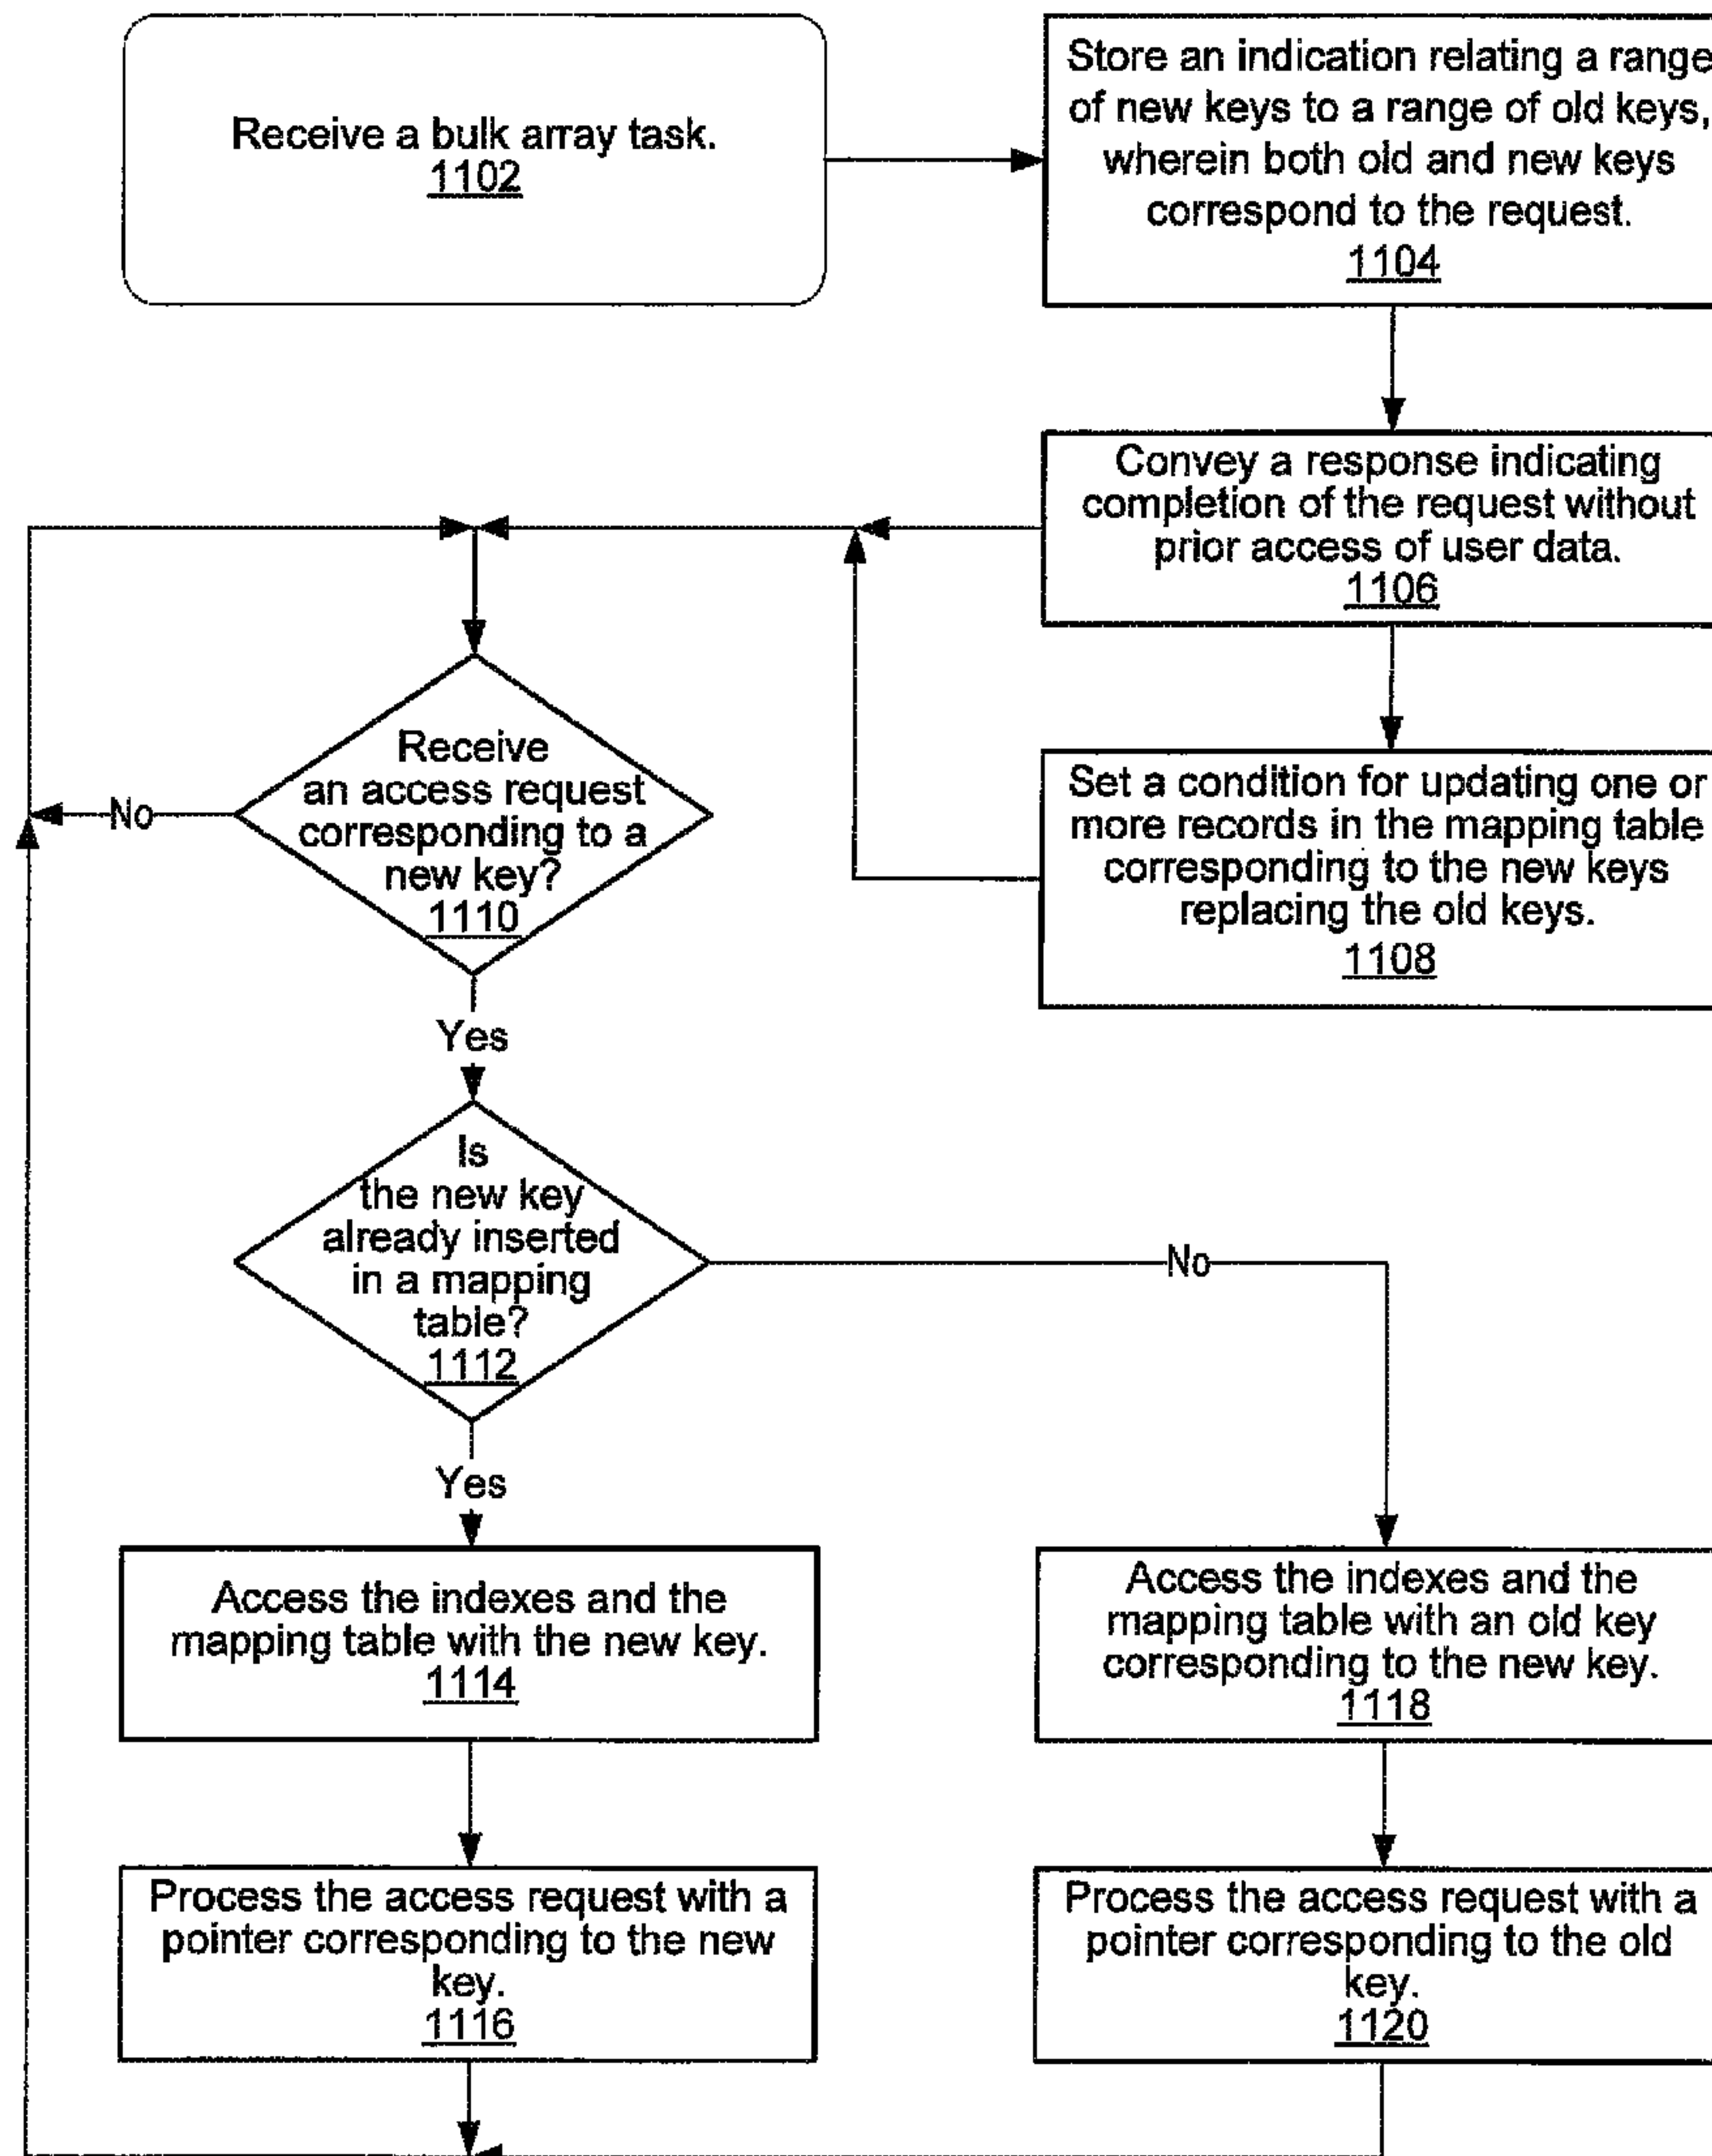 Receive a bulk array task.
1102
Store an indication relating a range
of new keys to a range of old keys,
wherein both old and new keys
correspond to the request.
1104
Convey a response indicating
completion of the request without
prior access of user data.
1106
Set a condition for updating one or
more records in the mapping table
corresponding to the new keys
replacing the old keys.
1108
Receive
an access request
corresponding to a
new key?
1110
No
Yes
Is
the new key
already inserted
in a mapping
table?
1112
No
Yes
Access the indexes and the
mapping table with the new key.
1114
Access the indexes and the
mapping table with an old key
corresponding to the new key.
1118
Process the access request with a
pointer corresponding to the new
key.
1116
Process the access request with a
pointer corresponding to the old
key.
1120